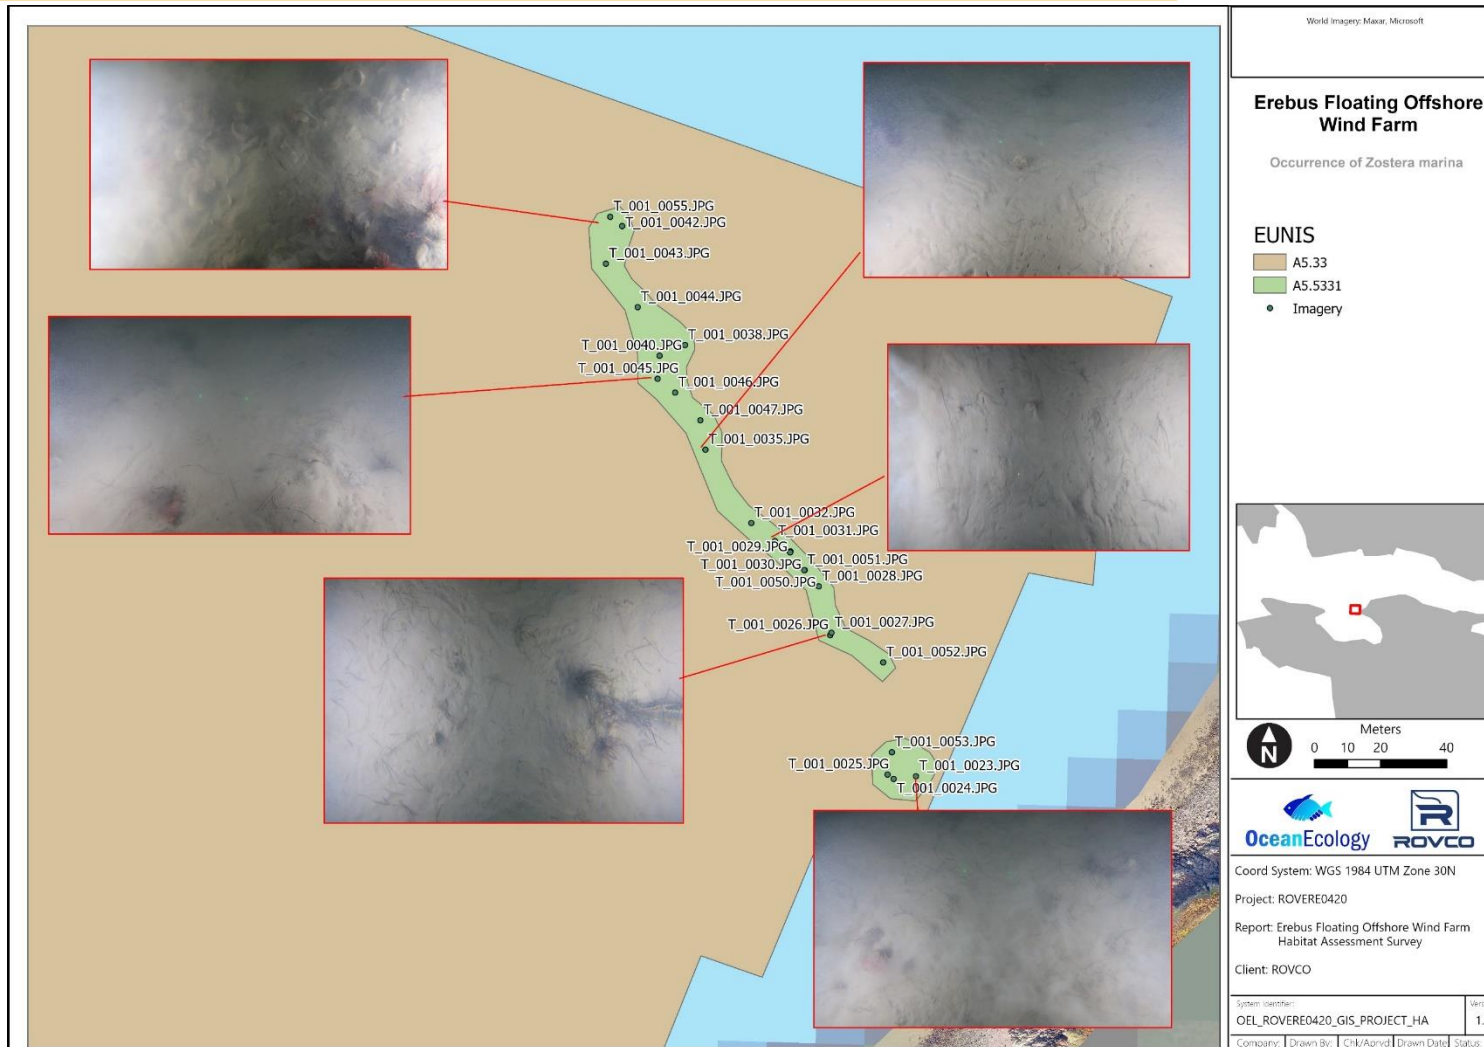 World Imagery: Maxar, Microsoft
Erebus Floating Offshore
Wind Farm
Occurrence of Zostera marina
EUNIS
A5.33
A5.5331
Imagery
T_001_0055.JPG
T_001_0042.JPG
T_001_0043.JPG
T_001_0044.JPG
T_001_0038.JPG
T_001_0040.JPG
T_001_0045.JPG
T_001_0046.JPG
T_001_0047.JPG
T_001_0035.JPG
T_001_0032.JPG
T_001_0031.JPG
T_001_0029.JPG
T_001_0051.JPG
T_001_0030.JPG
T_001_0028.JPG
T_001_0050.JPG
T_001_0027.JPG
T_001_0026.JPG
T_001_0052.JPG
T_001_0053.JPG
T_001_0025.JPG
T_001_0023.JPG
T_001_0024.JPG
N
Meters
0 10 20 40
OceanEcology
ROVCO
Coord System: WGS 1984 UTM Zone 30N
Project: ROVERE0420
Report: Erebus Floating Offshore Wind Farm
Habitat Assessment Survey
Client: ROVCO
System Identifier:
OEL_ROVERE0420_GIS_PROJECT_HA
Company: Drawn By: Chk/Aprvd: Drawn Date: Status: